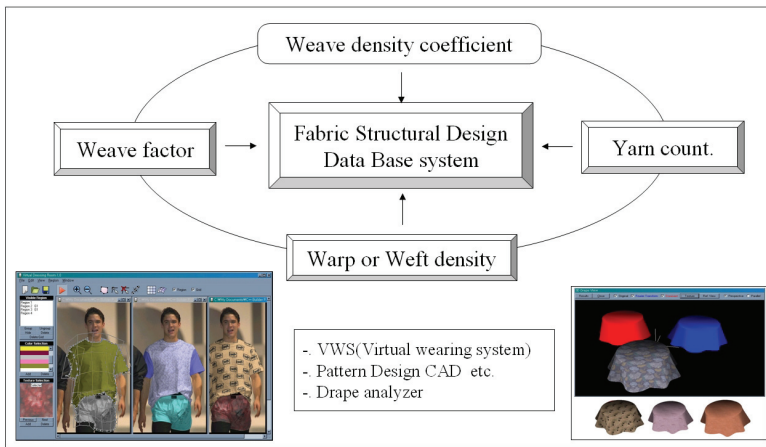 Weave density coefficient
Weave factor
Fabric Structural Design
Data Base system
Yarn count.
Warp or Weft density
-. VWS(Virtual wearing system)
-. Pattern Design CAD etc.
-. Drape analyzer